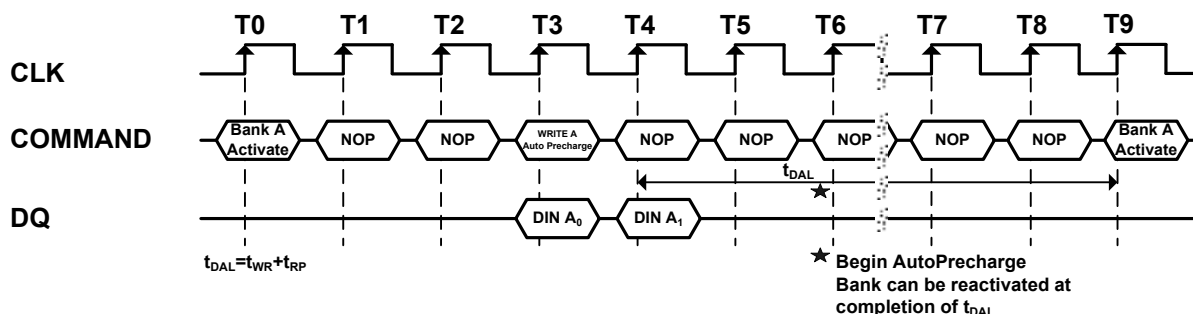 T0 T1 T2 T3 T4 T5 T6 T7 T8 T9
CLK
COMMAND
Bank A Activate
NOP
NOP
WRITE A Auto Precharge
NOP
NOP
NOP
NOP
NOP
Bank A Activate
tDAL
DQ
DIN A0
DIN A1
tDAL=tWR+tRP
★ Begin AutoPrecharge
Bank can be reactivated at
completion of tDAL